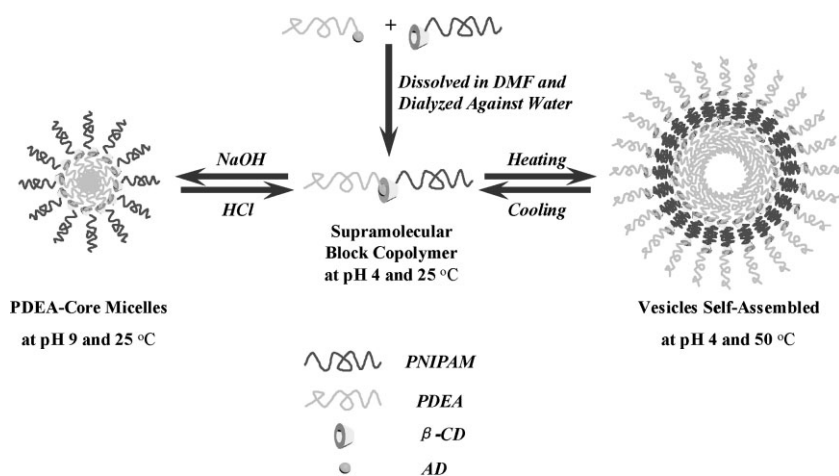 +
Dissolved in DMF and
Dialyzed Against Water
NaOH
HCl
Heating
Cooling
Supramolecular
Block Copolymer
at pH 4 and 25 °C
PDEA-Core Micelles
at pH 9 and 25 °C
Vesicles Self-Assembled
at pH 4 and 50 °C
PNIPAM
PDEA
β-CD
AD